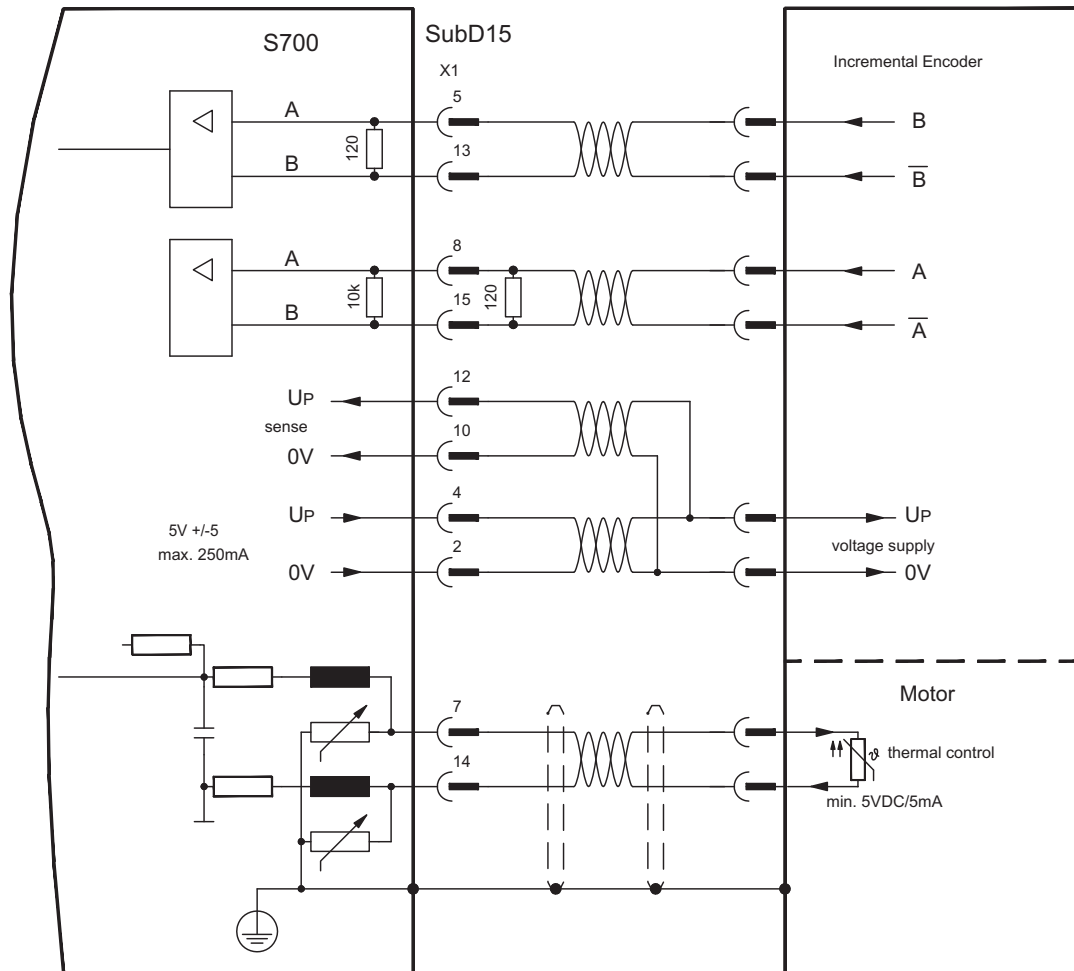 S700
SubD15
X1
Incremental Encoder
A
5
B
120
B
13
B̅
A
8
A
10k
120
B
15
A̅
UP
12
sense
0V
10
UP
4
UP
5V +/-5
max. 250mA
voltage supply
0V
2
0V
Motor
7
ϑ thermal control
14
min. 5VDC/5mA